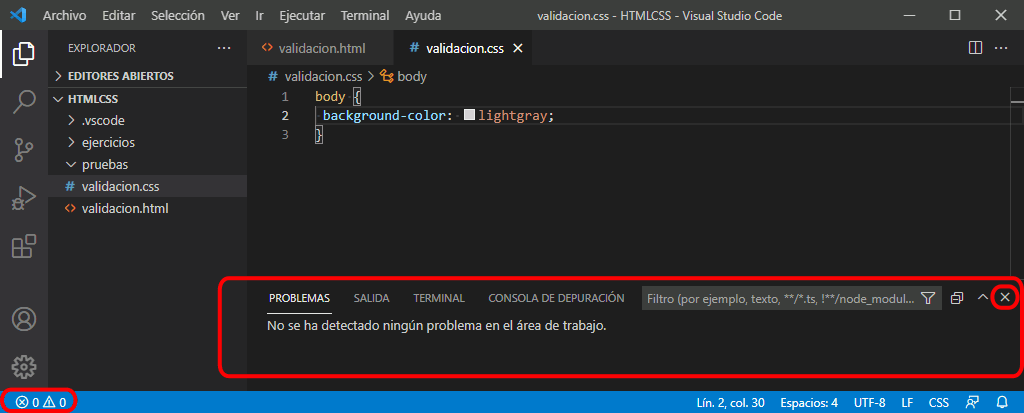 Archivo Editar Selección Ver Ir Ejecutar Terminal Ayuda validacion.css - HTMLCSS - Visual Studio Code
EXPLORADOR ···
EDITORES ABIERTOS
HTMLCSS
.vscode
ejercicios
pruebas
# validacion.css
<> validacion.html
<> validacion.html # validacion.css
# validacion.css > body
1 body {
2 background-color: lightgray;
3 }
PROBLEMAS SALIDA TERMINAL CONSOLA DE DEPURACIÓN Filtro (por ejemplo, texto, **/*.ts, !**/node_modul...
No se ha detectado ningún problema en el área de trabajo.
0 0 Lín. 2, col. 30 Espacios: 4 UTF-8 LF CSS